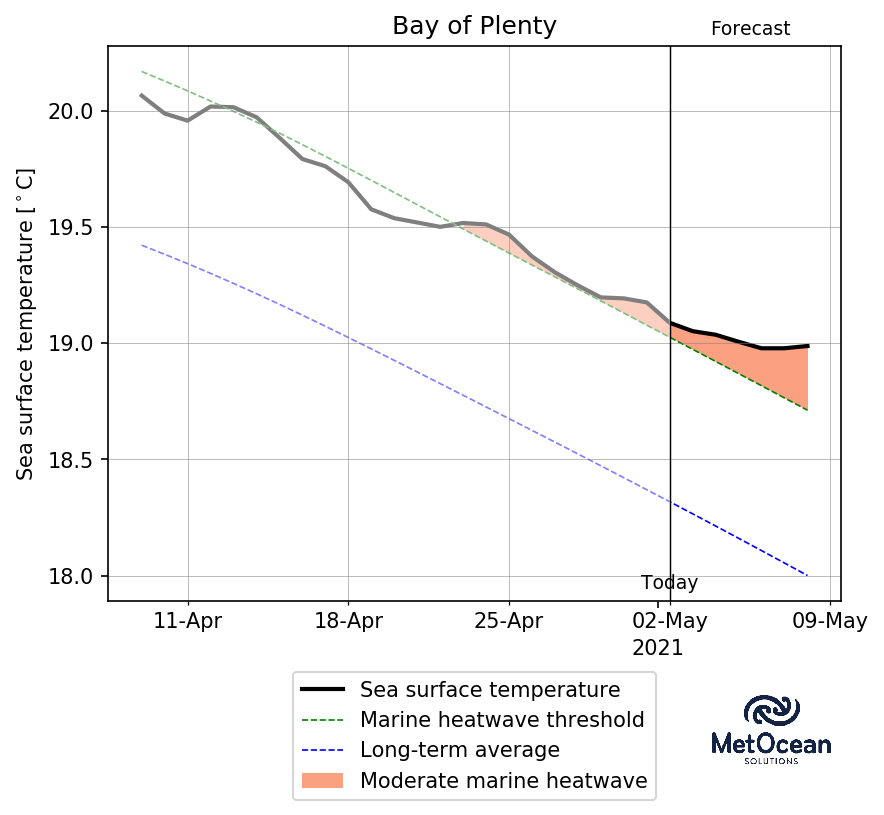 Bay of Plenty
Forecast
Sea surface temperature [°C]
20.0
19.5
19.0
18.5
18.0
Today
11-Apr 18-Apr 25-Apr 02-May 09-May
2021
Sea surface temperature
Marine heatwave threshold
Long-term average
Moderate marine heatwave
MetOcean
SOLUTIONS